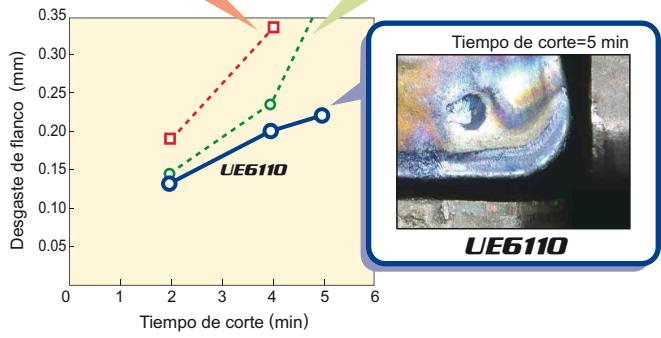 0.35
0.30
0.25
0.20
0.15
0.10
0.05
Desgaste de flanco (mm)
0 1 2 3 4 5 6
Tiempo de corte (min)
UE6110
Tiempo de corte=5 min
UE6110